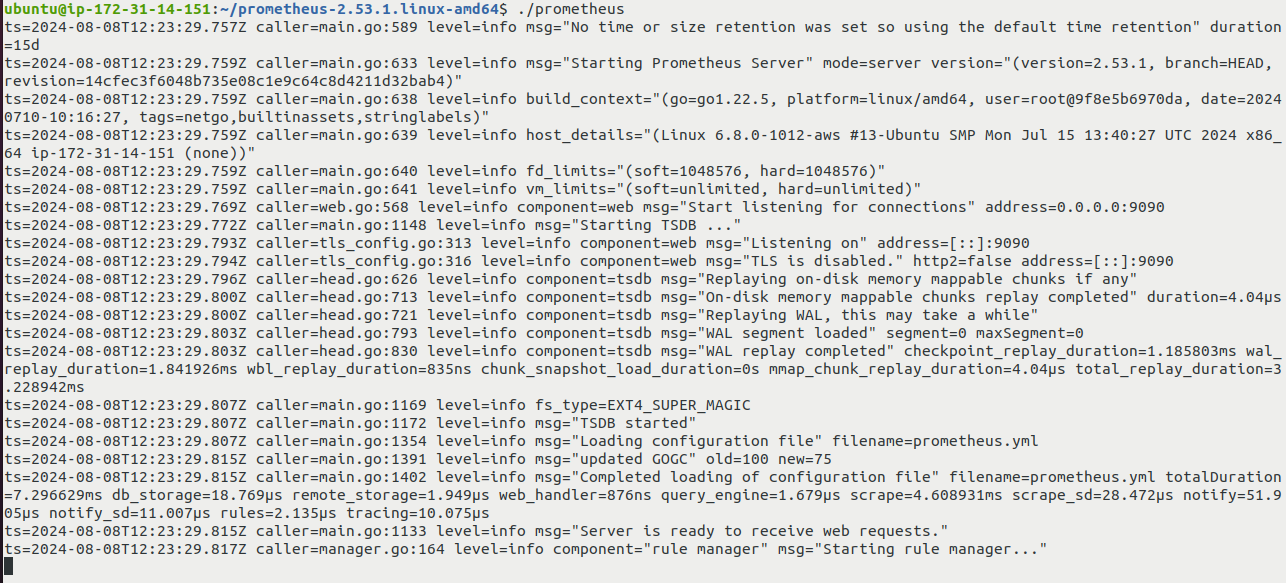 ubuntu@ip-172-31-14-151:~/prometheus-2.53.1.linux-amd64$ ./prometheus
ts=2024-08-08T12:23:29.757Z caller=main.go:589 level=info msg="No time or size retention was set so using the default time retention" duration
=15d
ts=2024-08-08T12:23:29.759Z caller=main.go:633 level=info msg="Starting Prometheus Server" mode=server version="(version=2.53.1, branch=HEAD,
revision=14cfec3f6048b735e08c1e9c64c8d4211d32bab4)"
ts=2024-08-08T12:23:29.759Z caller=main.go:638 level=info build_context="(go=go1.22.5, platform=linux/amd64, user=root@9f8e5b6970da, date=2024
0710-10:16:27, tags=netgo,builtinassets,stringlabels)"
ts=2024-08-08T12:23:29.759Z caller=main.go:639 level=info host_details="(Linux 6.8.0-1012-aws #13-Ubuntu SMP Mon Jul 15 13:40:27 UTC 2024 x86_
64 ip-172-31-14-151 (none))"
ts=2024-08-08T12:23:29.759Z caller=main.go:640 level=info fd_limits="(soft=1048576, hard=1048576)"
ts=2024-08-08T12:23:29.759Z caller=main.go:641 level=info vm_limits="(soft=unlimited, hard=unlimited)"
ts=2024-08-08T12:23:29.769Z caller=web.go:568 level=info component=web msg="Start listening for connections" address=0.0.0.0:9090
ts=2024-08-08T12:23:29.772Z caller=main.go:1148 level=info msg="Starting TSDB ..."
ts=2024-08-08T12:23:29.793Z caller=tls_config.go:313 level=info component=web msg="Listening on" address=[::]:9090
ts=2024-08-08T12:23:29.794Z caller=tls_config.go:316 level=info component=web msg="TLS is disabled." http2=false address=[::]:9090
ts=2024-08-08T12:23:29.796Z caller=head.go:626 level=info component=tsdb msg="Replaying on-disk memory mappable chunks if any"
ts=2024-08-08T12:23:29.800Z caller=head.go:713 level=info component=tsdb msg="On-disk memory mappable chunks replay completed" duration=4.04µs
ts=2024-08-08T12:23:29.800Z caller=head.go:721 level=info component=tsdb msg="Replaying WAL, this may take a while"
ts=2024-08-08T12:23:29.803Z caller=head.go:793 level=info component=tsdb msg="WAL segment loaded" segment=0 maxSegment=0
ts=2024-08-08T12:23:29.803Z caller=head.go:830 level=info component=tsdb msg="WAL replay completed" checkpoint_replay_duration=1.185803ms wal_
replay_duration=1.841926ms wbl_replay_duration=835ns chunk_snapshot_load_duration=0s mmap_chunk_replay_duration=4.04µs total_replay_duration=3
.228942ms
ts=2024-08-08T12:23:29.807Z caller=main.go:1169 level=info fs_type=EXT4_SUPER_MAGIC
ts=2024-08-08T12:23:29.807Z caller=main.go:1172 level=info msg="TSDB started"
ts=2024-08-08T12:23:29.807Z caller=main.go:1354 level=info msg="Loading configuration file" filename=prometheus.yml
ts=2024-08-08T12:23:29.815Z caller=main.go:1391 level=info msg="updated GOGC" old=100 new=75
ts=2024-08-08T12:23:29.815Z caller=main.go:1402 level=info msg="Completed loading of configuration file" filename=prometheus.yml totalDuration
=7.296629ms db_storage=18.769µs remote_storage=1.949µs web_handler=876ns query_engine=1.679µs scrape=4.608931ms scrape_sd=28.472µs notify=51.9
05µs notify_sd=11.007µs rules=2.135µs tracing=10.075µs
ts=2024-08-08T12:23:29.815Z caller=main.go:1133 level=info msg="Server is ready to receive web requests."
ts=2024-08-08T12:23:29.817Z caller=manager.go:164 level=info component="rule manager" msg="Starting rule manager..."